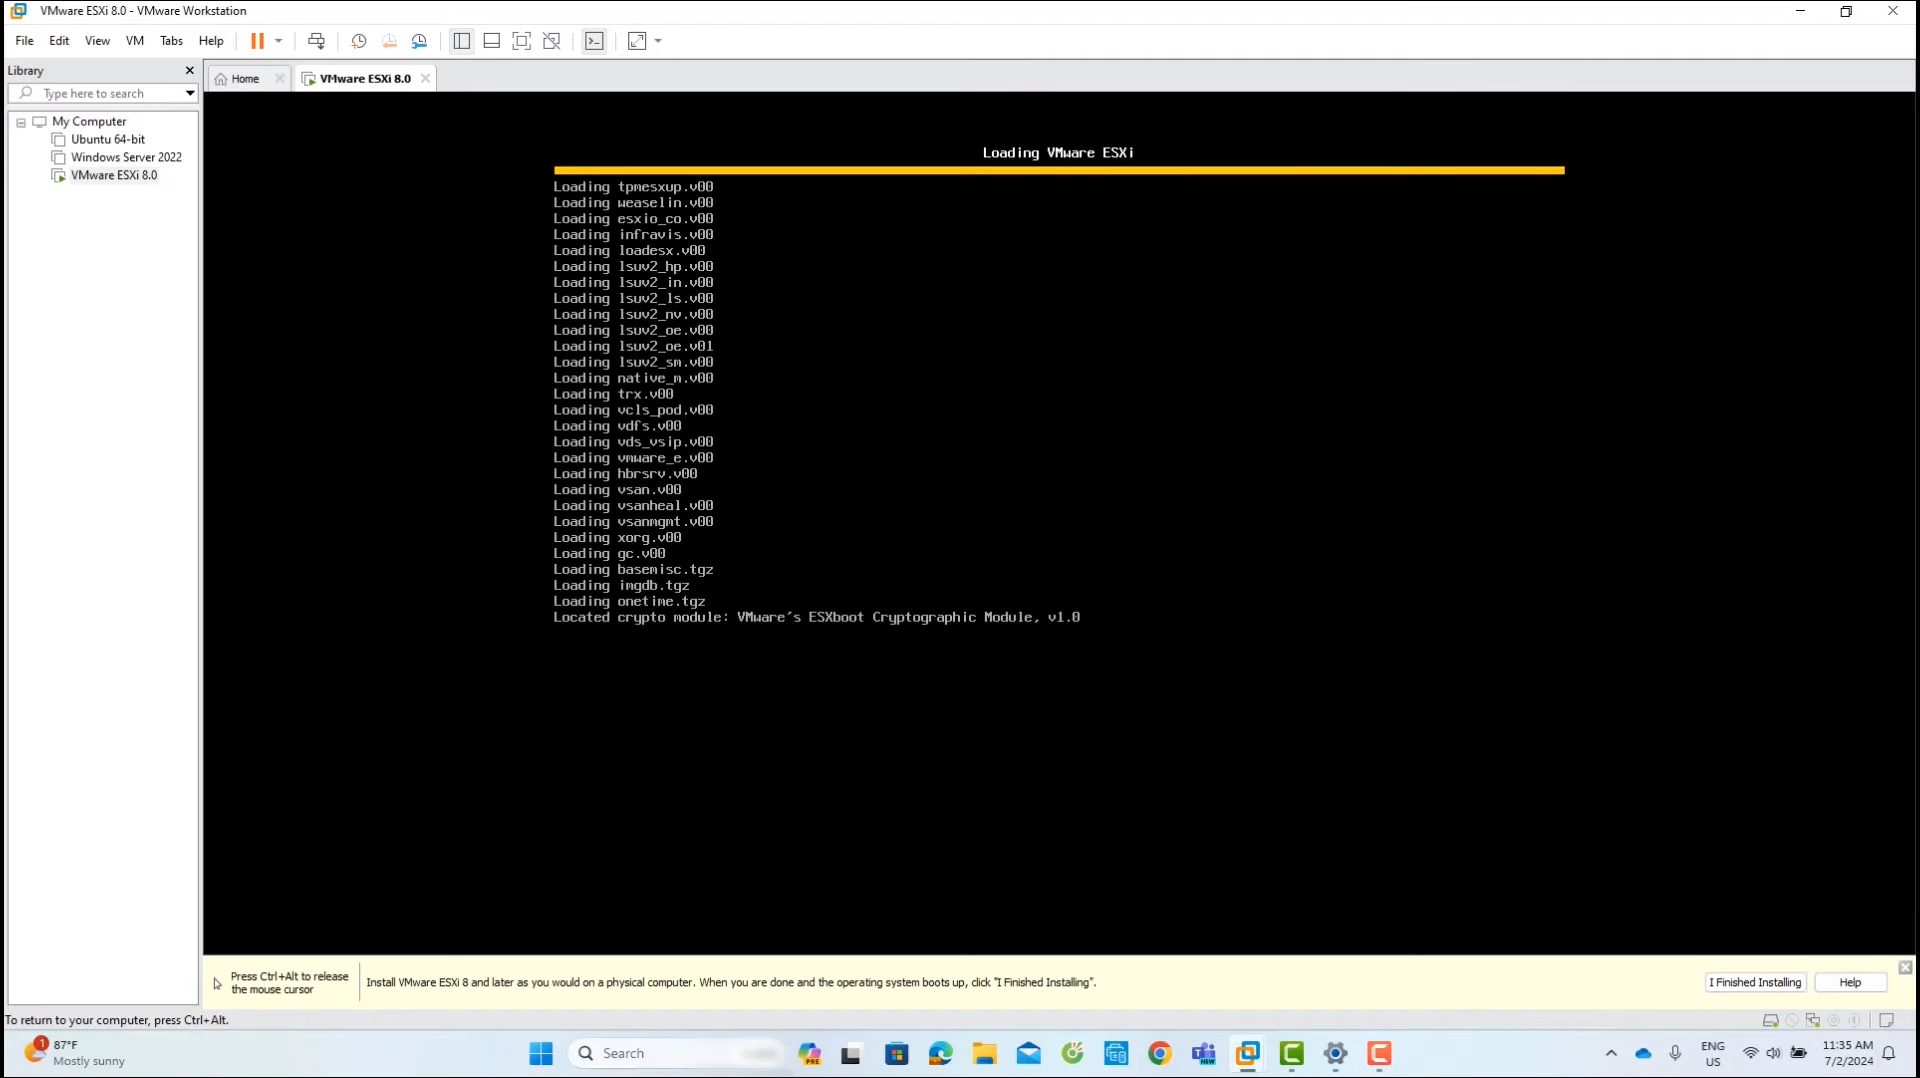 VMware ESXi 8.0 - VMware Workstation
File Edit View VM Tabs Help
Library
Type here to search
My Computer
Ubuntu 64-bit
Windows Server 2022
VMware ESXi 8.0
Home
VMware ESXi 8.0
Loading VMware ESXi
Loading tpmesxup.v00
Loading weaselin.v00
Loading esxio_co.v00
Loading infravis.v00
Loading loadesx.v00
Loading lsuv2_hp.v00
Loading lsuv2_in.v00
Loading lsuv2_ls.v00
Loading lsuv2_nv.v00
Loading lsuv2_oe.v00
Loading lsuv2_oe.v01
Loading lsuv2_sm.v00
Loading native_m.v00
Loading trx.v00
Loading vcls_pod.v00
Loading vdfs.v00
Loading vds_vsip.v00
Loading vmware_e.v00
Loading hbrsrv.v00
Loading vsan.v00
Loading vsanheal.v00
Loading vsanmgmt.v00
Loading xorg.v00
Loading gc.v00
Loading basemisc.tgz
Loading imgdb.tgz
Loading onetime.tgz
Located crypto module: VMware's ESXboot Cryptographic Module, v1.0
Press Ctrl+Alt to release
the mouse cursor
Install VMware ESXi 8 and later as you would on a physical computer. When you are done and the operating system boots up, click "I Finished Installing".
I Finished Installing
Help
To return to your computer, press Ctrl+Alt.
1
87°F
Mostly sunny
Search
PRE
NEW
ENG
US
11:35 AM
7/2/2024